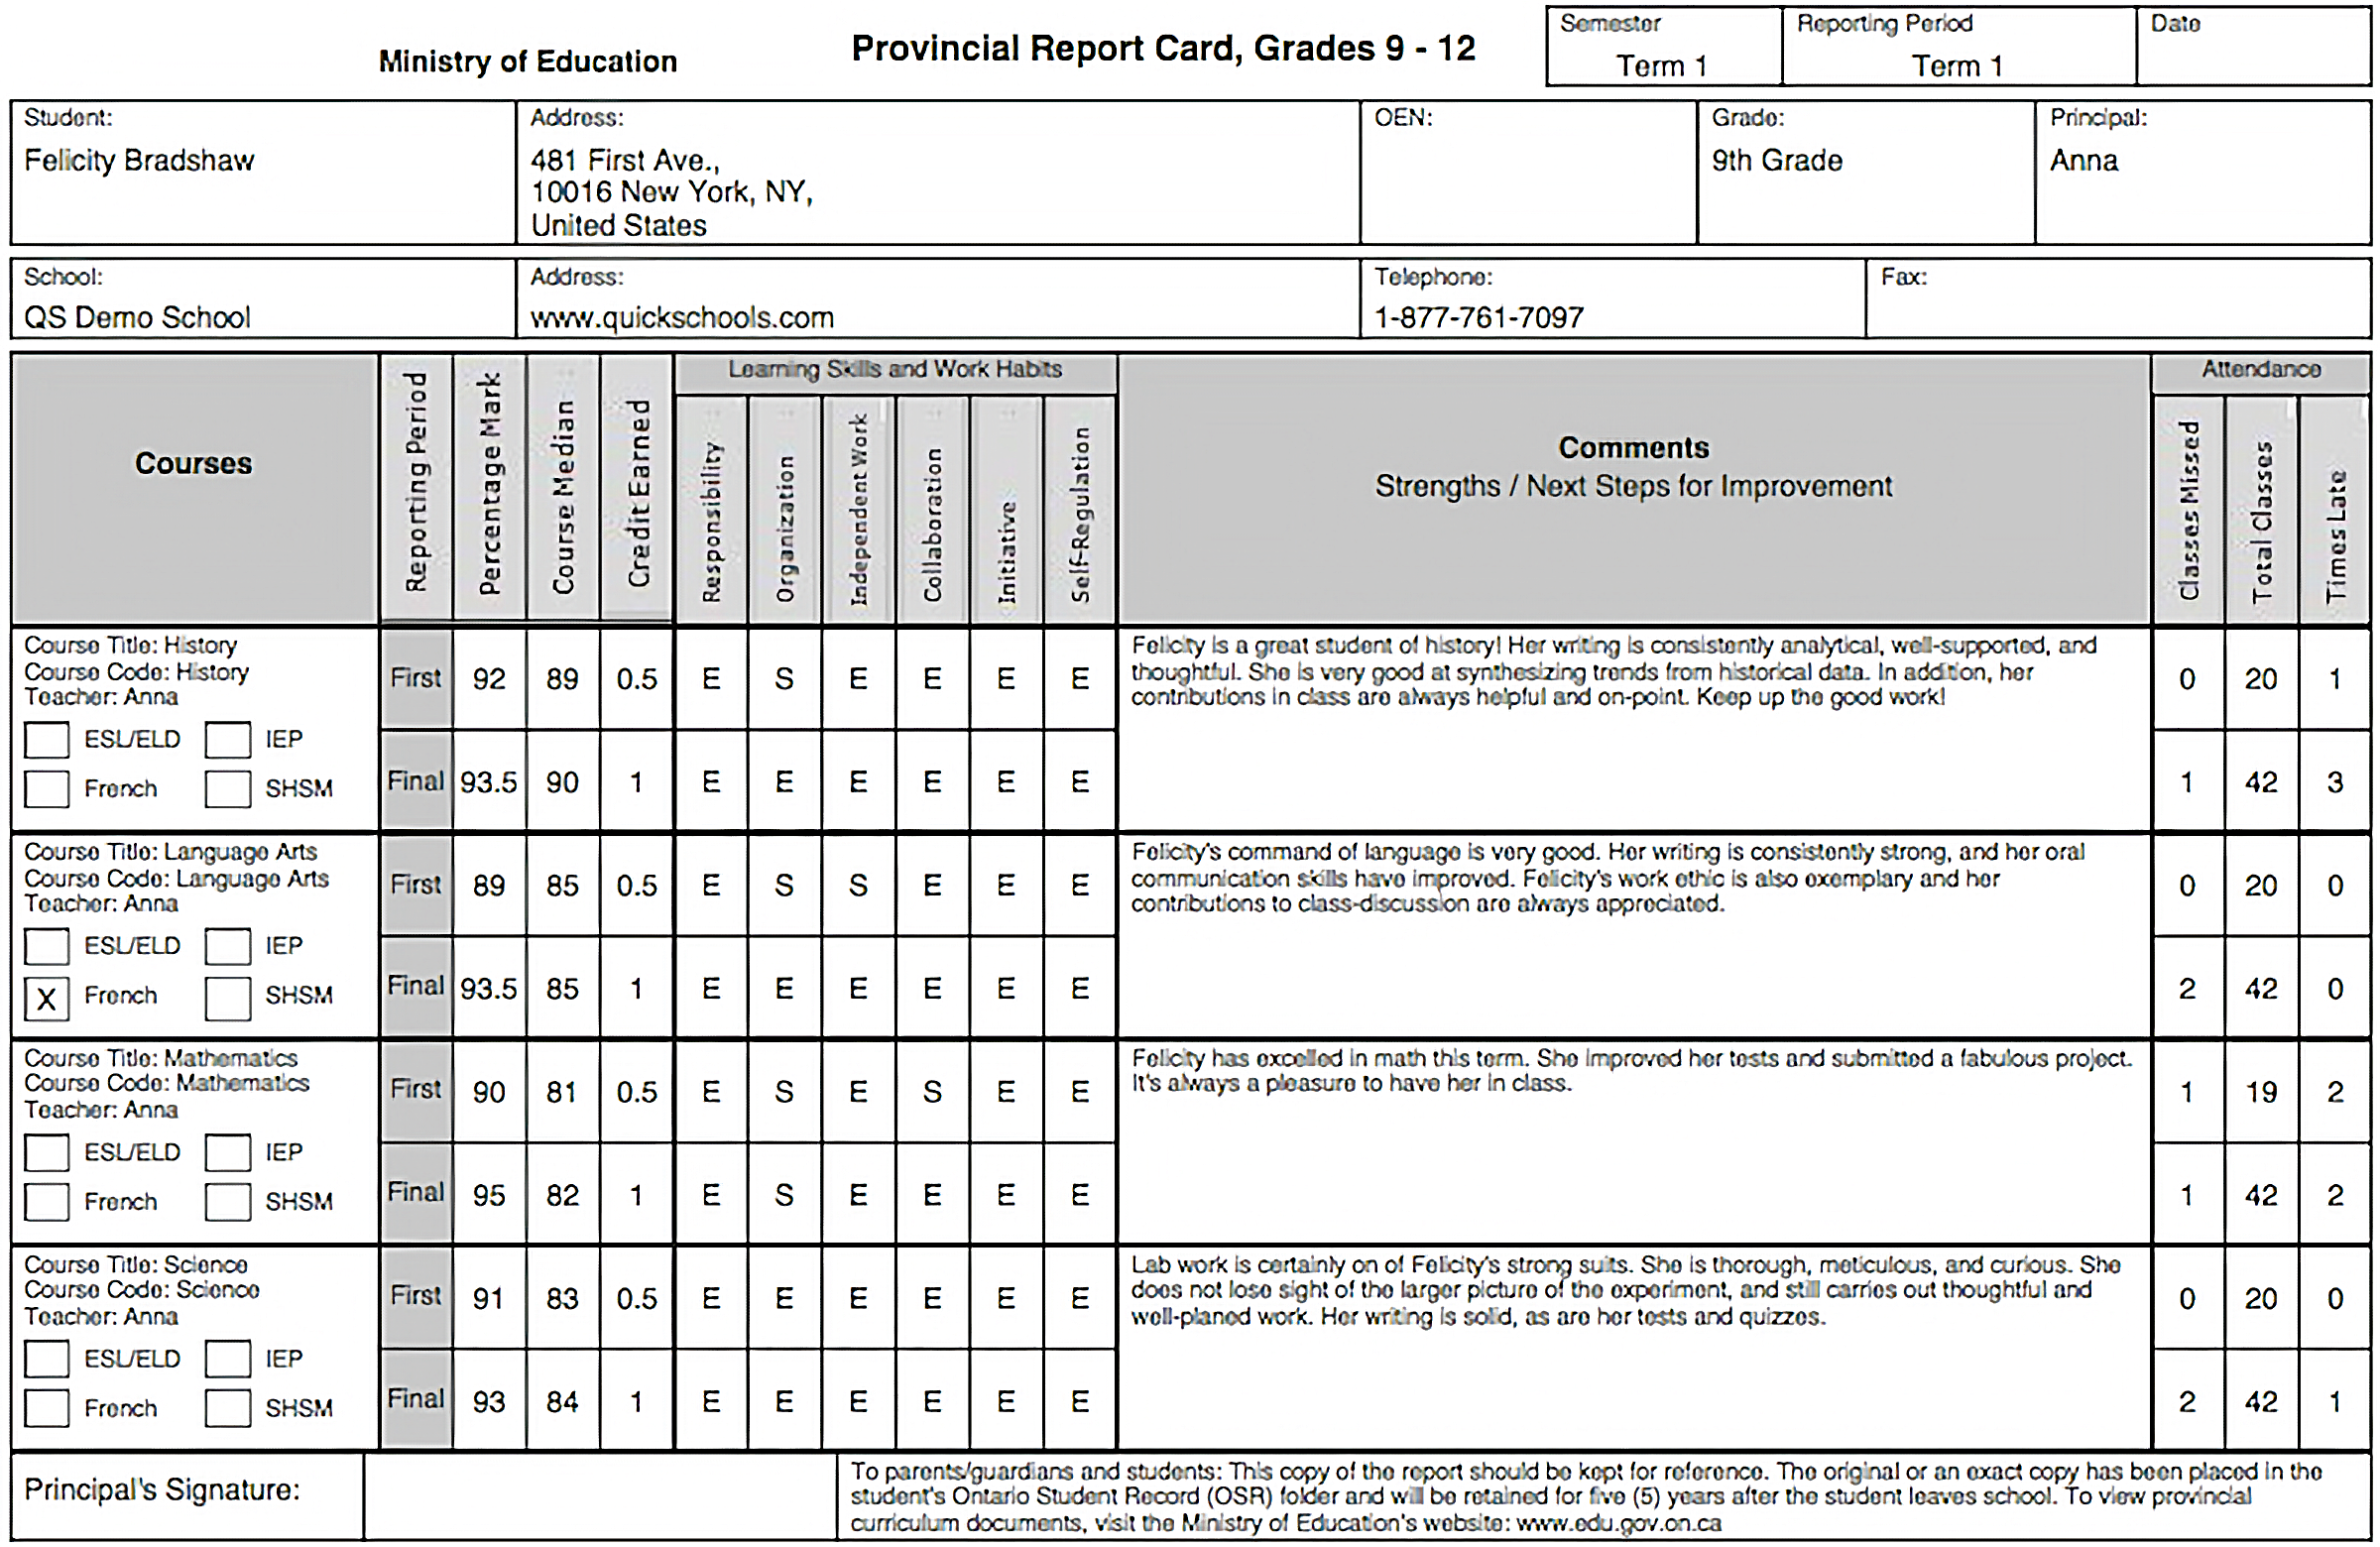 Ministry of Education
Provincial Report Card, Grades 9 - 12
Semester
Term 1
Reporting Period
Term 1
Date
Student:
Felicity Bradshaw
Address:
481 First Ave.,
10016 New York, NY,
United States
OEN:
Grade:
9th Grade
Principal:
Anna
School:
QS Demo School
Address:
www.quickschools.com
Telephone:
1-877-761-7097
Fax:
Courses
Reporting Period
Percentage Mark
Course Median
Credit Earned
Learning Skills and Work Habits
Responsibility
Organization
Independent Work
Collaboration
Initiative
Self-Regulation
Comments
Strengths / Next Steps for Improvement
Attendance
Classes Missed
Total Classes
Times Late
Course Title: History
Course Code: History
Teacher: Anna
ESL/ELD IEP
French SHSM
First 92 89 0.5 E S E E E E
Felicity is a great student of history! Her writing is consistently analytical, well-supported, and
thoughtful. She is very good at synthesizing trends from historical data. In addition, her
contributions in class are always helpful and on-point. Keep up the good work!
0 20 1
Final 93.5 90 1 E E E E E E
1 42 3
Course Title: Language Arts
Course Code: Language Arts
Teacher: Anna
ESL/ELD IEP
X French SHSM
First 89 85 0.5 E S S E E E
Felicity's command of language is very good. Her writing is consistently strong, and her oral
communication skills have improved. Felicity's work ethic is also exemplary and her
contributions to class-discussion are always appreciated.
0 20 0
Final 93.5 85 1 E E E E E E
2 42 0
Course Title: Mathematics
Course Code: Mathematics
Teacher: Anna
ESL/ELD IEP
French SHSM
First 90 81 0.5 E S E S E E
Felicity has excelled in math this term. She improved her tests and submitted a fabulous project.
It's always a pleasure to have her in class.
1 19 2
Final 95 82 1 E S E E E E
1 42 2
Course Title: Science
Course Code: Science
Teacher: Anna
ESL/ELD IEP
French SHSM
First 91 83 0.5 E E E E E E
Lab work is certainly on of Felicity's strong suits. She is thorough, meticulous, and curious. She
does not lose sight of the larger picture of the experiment, and still carries out thoughtful and
well-planed work. Her writing is solid, as are her tests and quizzes.
0 20 0
Final 93 84 1 E E E E E E
2 42 1
Principal's Signature:
To parents/guardians and students: This copy of the report should be kept for reference. The original or an exact copy has been placed in the
student's Ontario Student Record (OSR) folder and will be retained for five (5) years after the student leaves school. To view provincial
curriculum documents, visit the Ministry of Education's website: www.edu.gov.on.ca